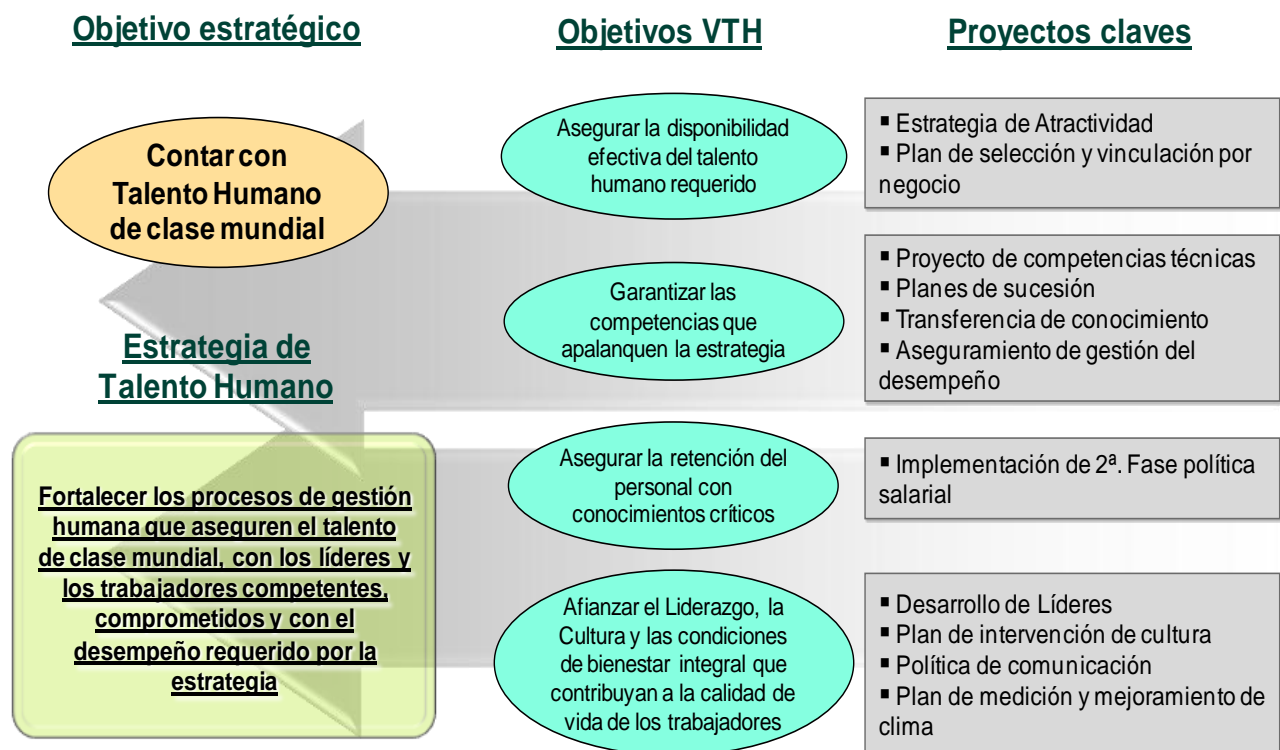 Objetivo estratégico
Objetivos VTH
Proyectos claves
Contar con
Talento Humano
de clase mundial
Estrategia de
Talento Humano
Fortalecer los procesos de gestión
humana que aseguren el talento
de clase mundial, con los líderes y
los trabajadores competentes,
comprometidos y con el
desempeño requerido por la
estrategia
Asegurar la disponibilidad
efectiva del talento
humano requerido
▪ Estrategia de Atractividad
▪ Plan de selección y vinculación por
negocio
Garantizar las
competencias que
apalanquen la estrategia
▪ Proyecto de competencias técnicas
▪ Planes de sucesión
▪ Transferencia de conocimiento
▪ Aseguramiento de gestión del
desempeño
Asegurar la retención del
personal con
conocimientos críticos
▪ Implementación de 2ª. Fase política
salarial
Afianzar el Liderazgo, la
Cultura y las condiciones
de bienestar integral que
contribuyan a la calidad de
vida de los trabajadores
▪ Desarrollo de Líderes
▪ Plan de intervención de cultura
▪ Política de comunicación
▪ Plan de medición y mejoramiento de
clima